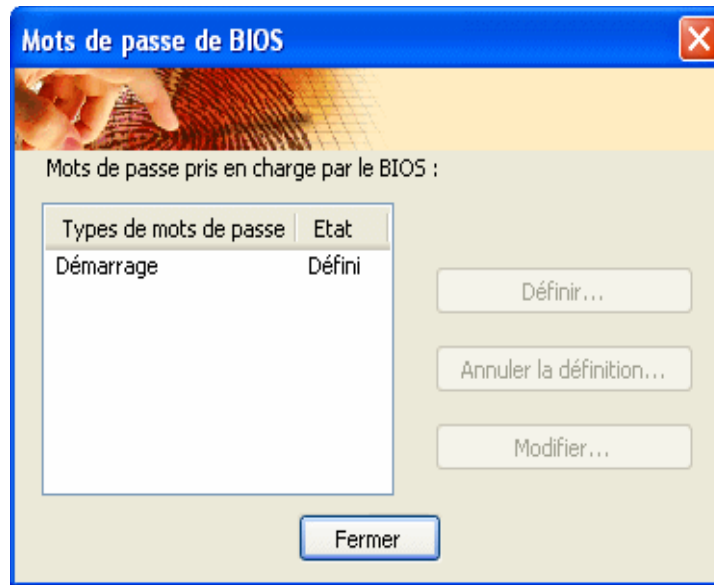 Mots de passe de BIOS
Mots de passe pris en charge par le BIOS :
Types de mots de passe Etat
Démarrage Défini
Définir...
Annuler la définition...
Modifier...
Fermer